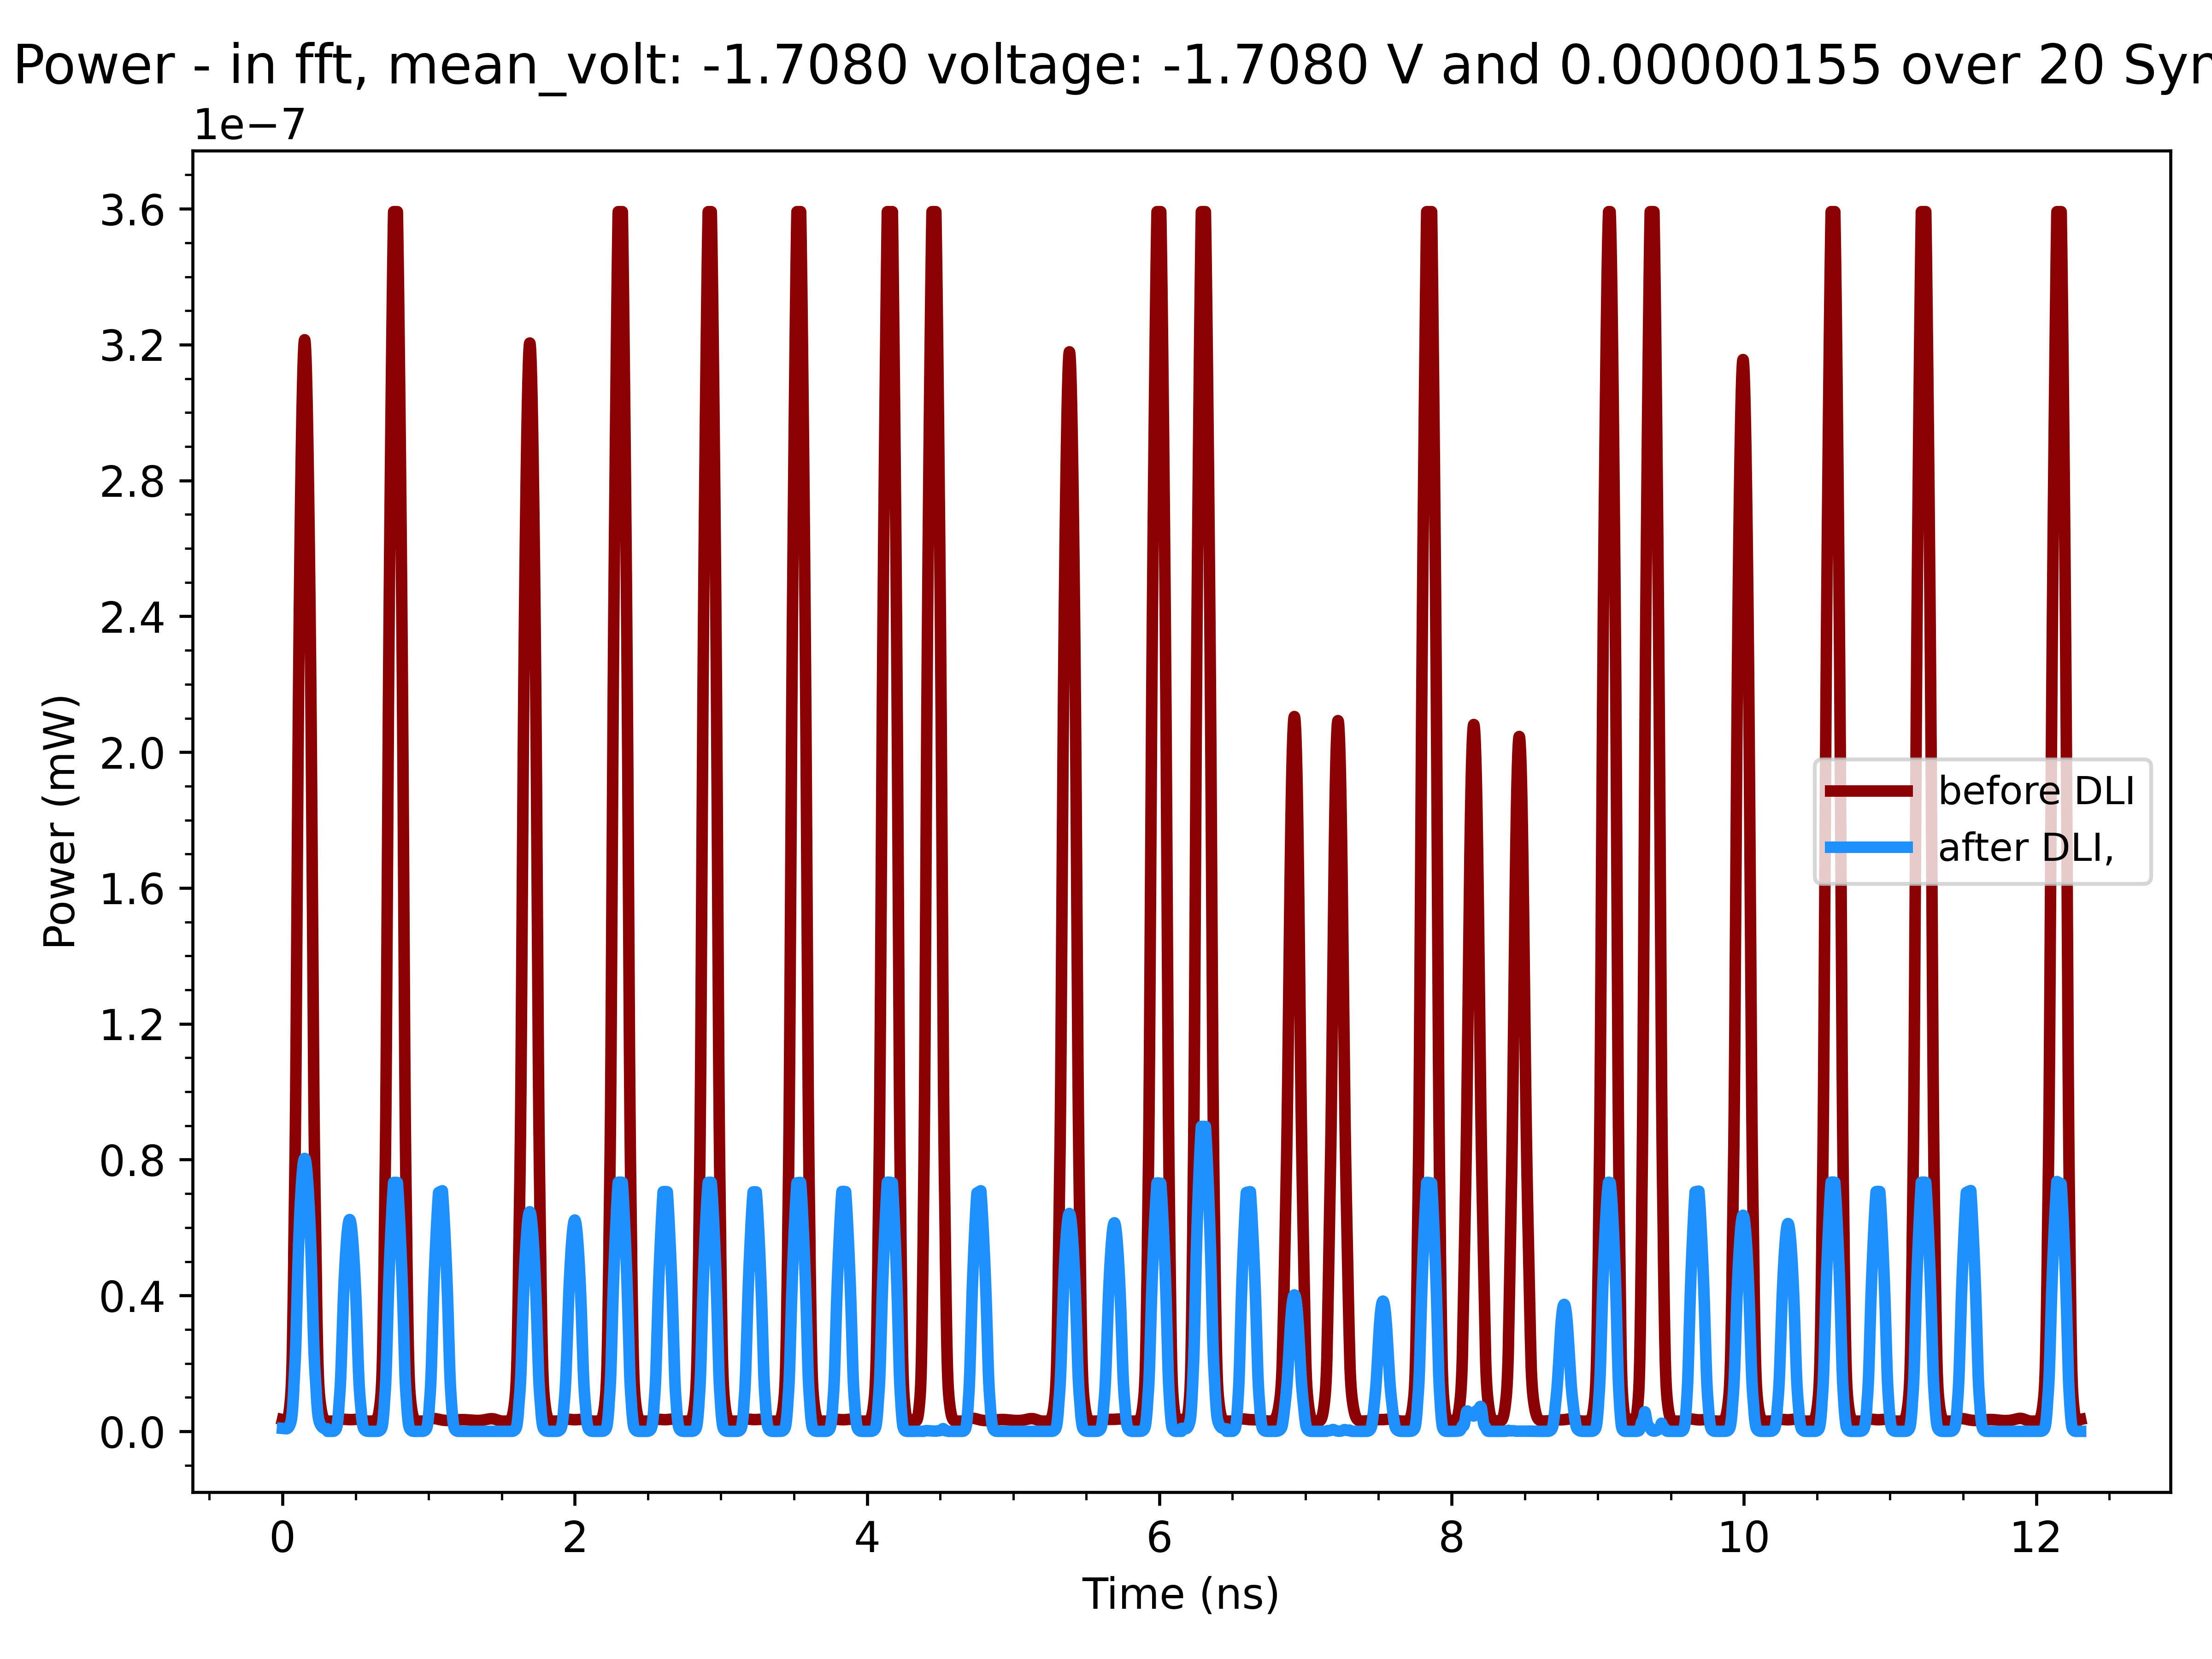 Power - in fft, mean_volt: -1.7080 voltage: -1.7080 V and 0.00000155 over 20 Syn
1e−7
3.6
3.2
2.8
2.4
2.0
1.6
1.2
0.8
0.4
0.0
Power (mW)
before DLI
after DLI,
0 2 4 6 8 10 12
Time (ns)